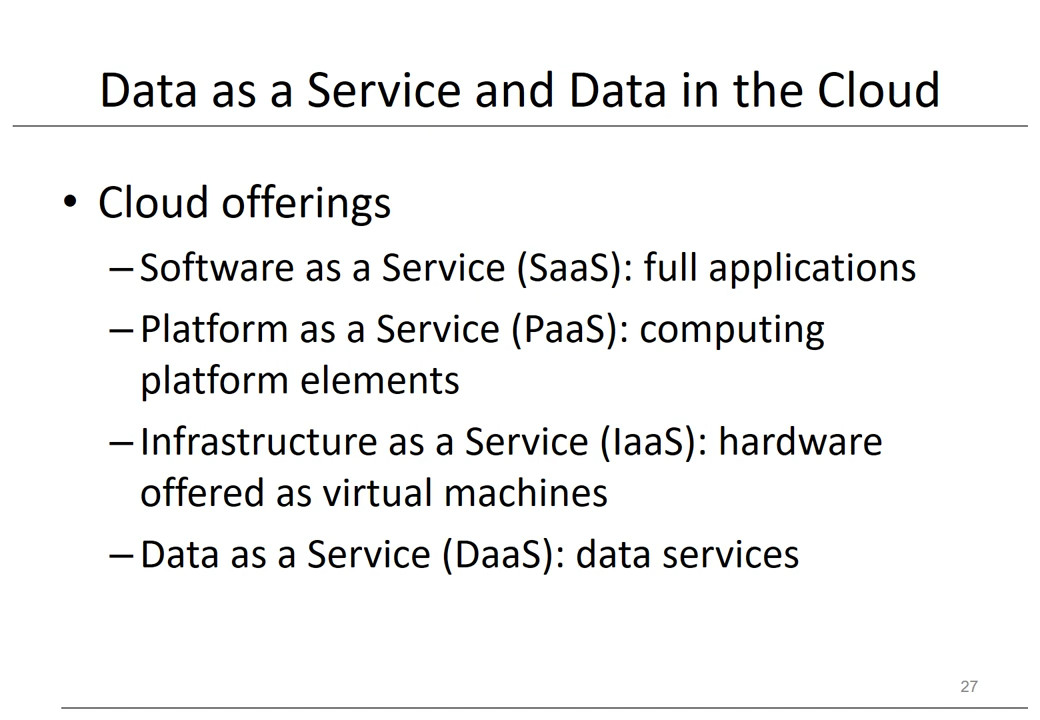 Data as a Service and Data in the Cloud
• Cloud offerings
– Software as a Service (SaaS): full applications
– Platform as a Service (PaaS): computing
platform elements
– Infrastructure as a Service (IaaS): hardware
offered as virtual machines
– Data as a Service (DaaS): data services
27